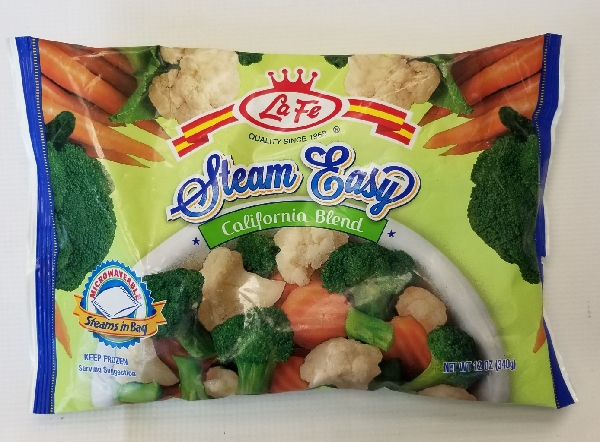 La Fe
QUALITY SINCE 1968 ®
Steam Easy
California Blend
MICROWAVEABLE
Steams in Bag
KEEP FROZEN
Serving Suggestion
NET WT 12 OZ (340g)